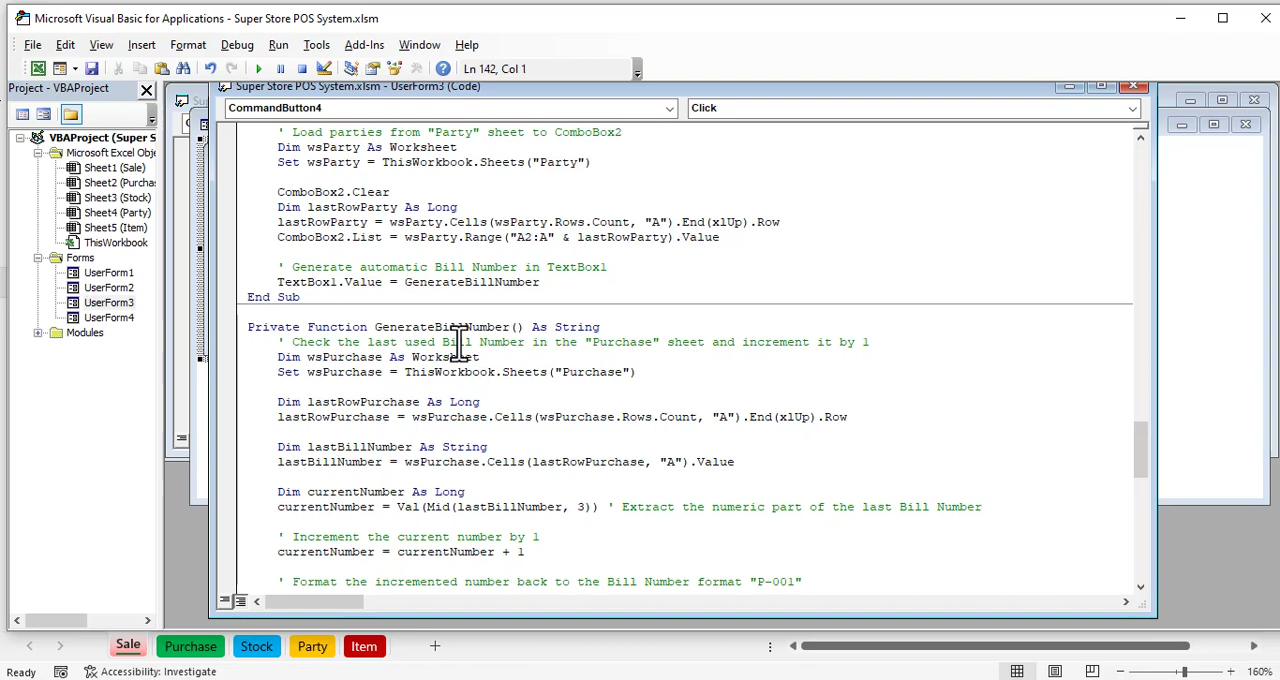 Microsoft Visual Basic for Applications - Super Store POS System.xlsm
File Edit View Insert Format Debug Run Tools Add-Ins Window Help
Ln 142, Col 1
Project - VBAProject
VBAProject (Super S
Microsoft Excel Obje
Sheet1 (Sale)
Sheet2 (Purcha
Sheet3 (Stock)
Sheet4 (Party)
Sheet5 (Item)
ThisWorkbook
Forms
UserForm1
UserForm2
UserForm3
UserForm4
Modules
Super Store POS System.xlsm - UserForm3 (Code)
CommandButton4 Click
' Load parties from "Party" sheet to ComboBox2
Dim wsParty As Worksheet
Set wsParty = ThisWorkbook.Sheets("Party")
ComboBox2.Clear
Dim lastRowParty As Long
lastRowParty = wsParty.Cells(wsParty.Rows.Count, "A").End(xlUp).Row
ComboBox2.List = wsParty.Range("A2:A" & lastRowParty).Value
' Generate automatic Bill Number in TextBox1
TextBox1.Value = GenerateBillNumber
End Sub
Private Function GenerateBillNumber() As String
' Check the last used Bill Number in the "Purchase" sheet and increment it by 1
Dim wsPurchase As Worksheet
Set wsPurchase = ThisWorkbook.Sheets("Purchase")
Dim lastRowPurchase As Long
lastRowPurchase = wsPurchase.Cells(wsPurchase.Rows.Count, "A").End(xlUp).Row
Dim lastBillNumber As String
lastBillNumber = wsPurchase.Cells(lastRowPurchase, "A").Value
Dim currentNumber As Long
currentNumber = Val(Mid(lastBillNumber, 3)) ' Extract the numeric part of the last Bill Number
' Increment the current number by 1
currentNumber = currentNumber + 1
' Format the incremented number back to the Bill Number format "P-001"
Sale Purchase Stock Party Item
Ready Accessibility: Investigate 160%